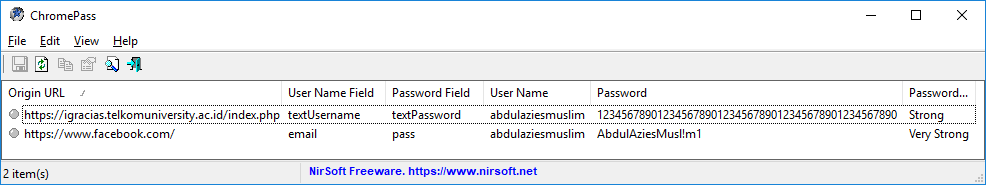 ChromePass
File Edit View Help
Origin URL User Name Field Password Field User Name Password Password...
https://igracias.telkomuniversity.ac.id/index.php textUsername textPassword abdulaziesmuslim 12345678901234567890123456789012345678901234567890 Strong
https://www.facebook.com/ email pass abdulaziesmuslim AbdulAziesMusl!m1 Very Strong
2 item(s) NirSoft Freeware. https://www.nirsoft.net